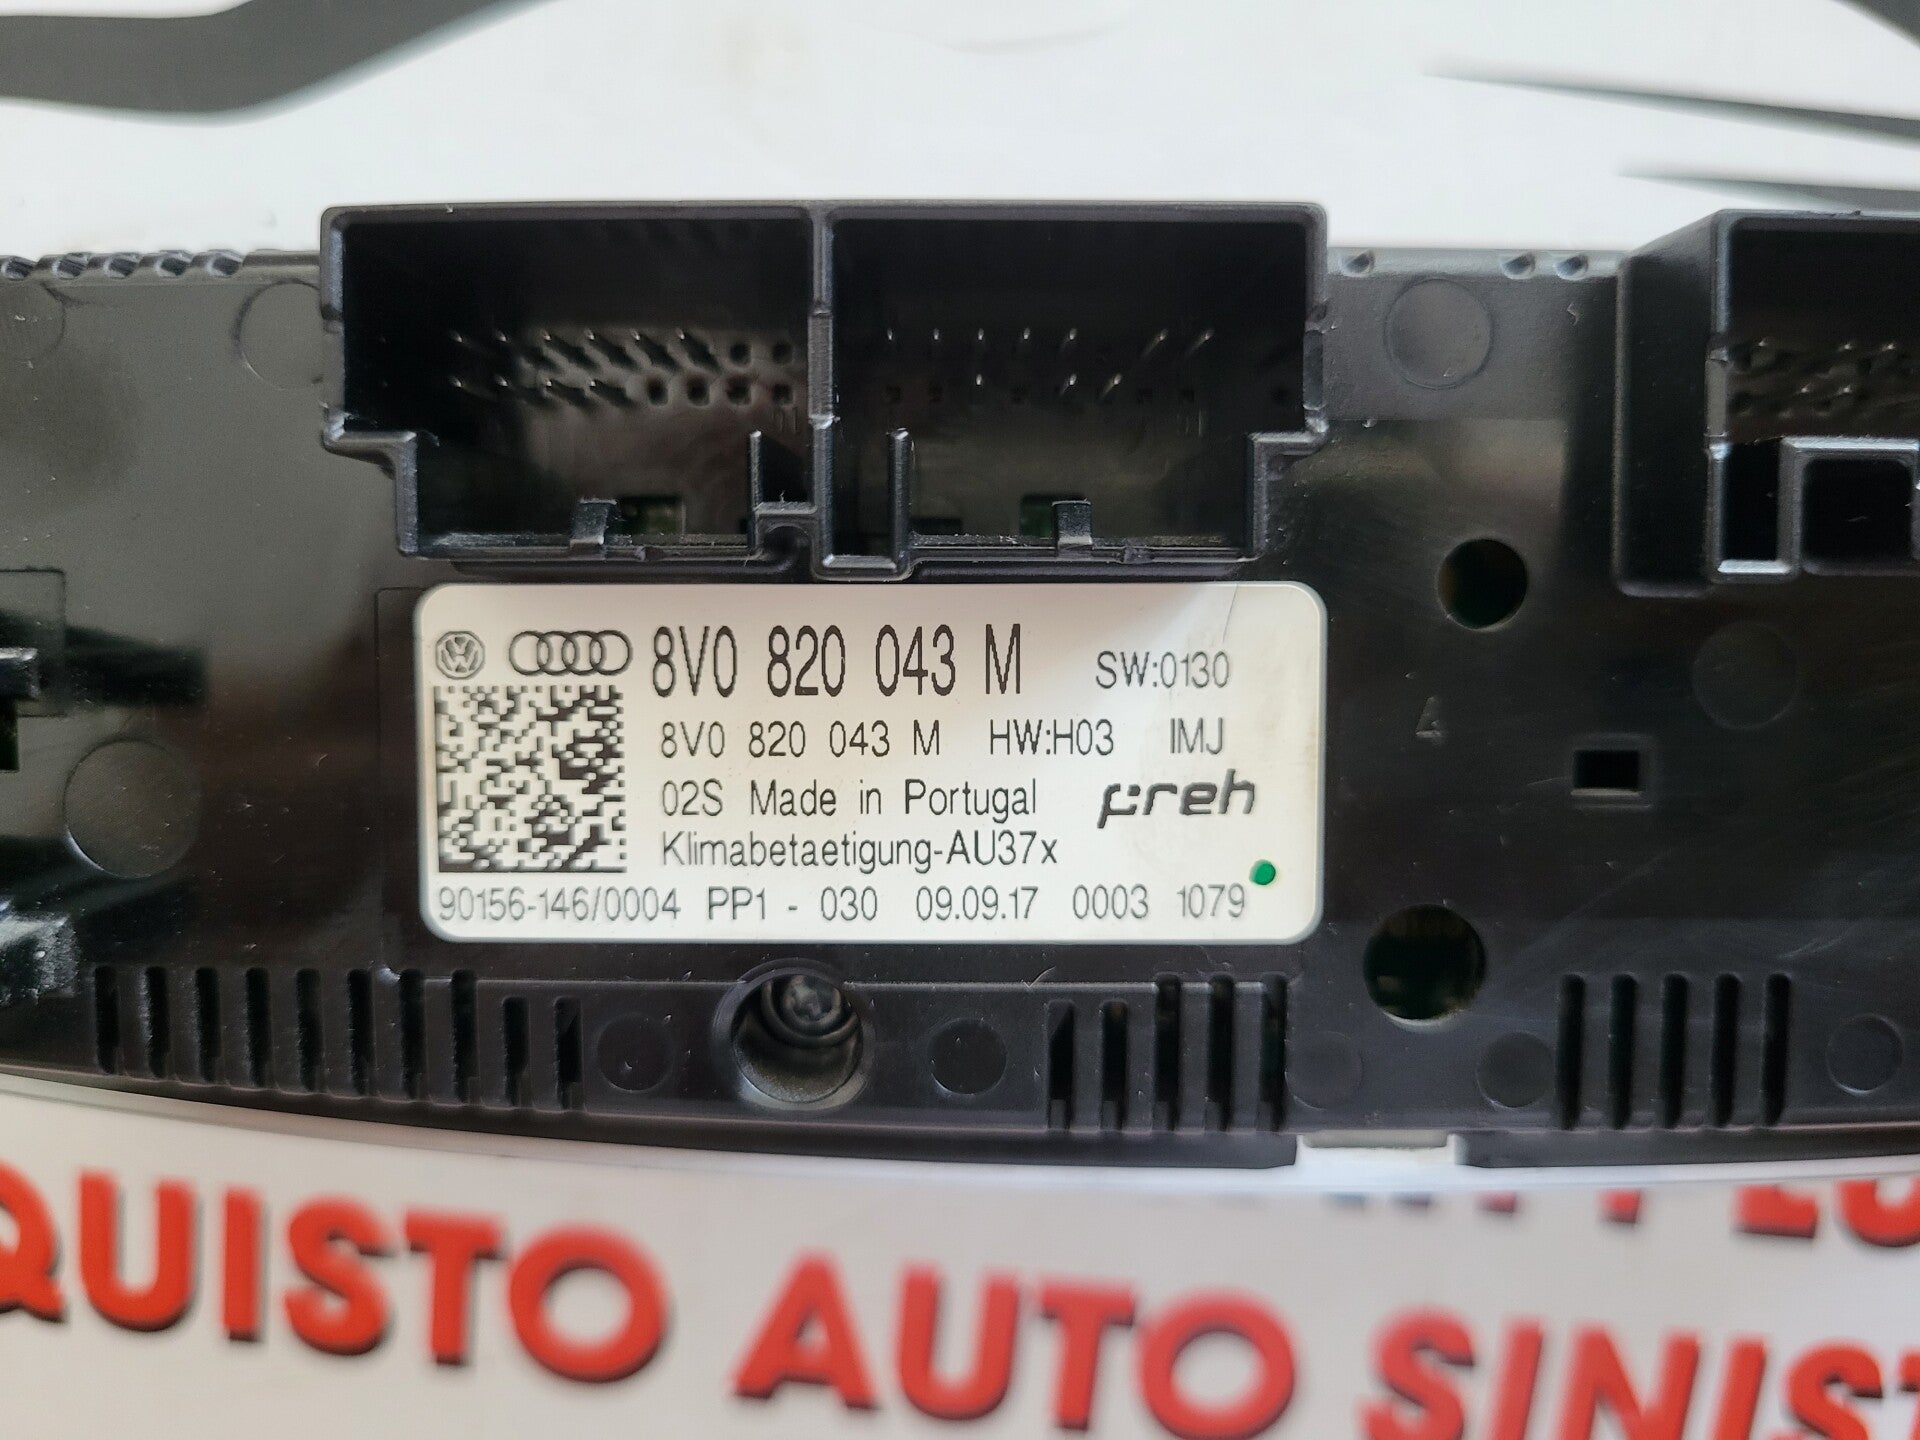 8V0 820 043 M SW:0130
8V0 820 043 M HW:H03 IMJ
02S Made in Portugal preh
Klimabetaetigung-AU37x
90156-146/0004 PP1 - 030 09.09.17 0003 1079
QUISTO AUTO SINIST